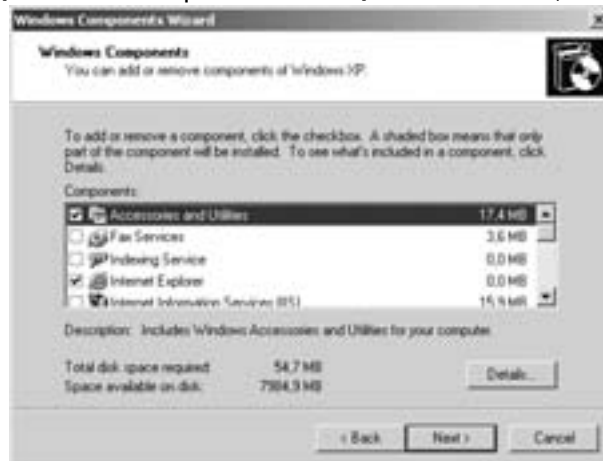 Windows Components Wizard
Windows Components
You can add or remove components of Windows XP.
To add or remove a component, click the checkbox. A shaded box means that only
part of the component will be installed. To see what's included in a component, click
Details.
Components:
Accessories and Utilities 17,4 MB
Fax Services 3,6 MB
Indexing Service 0,0 MB
Internet Explorer 0,0 MB
Internet Information Services (IIS) 15,9 MB
Description: Includes Windows Accessories and Utilities for your computer
Total disk space required: 54,7 MB
Space available on disk: 7984,9 MB
Details...
< Back Next > Cancel